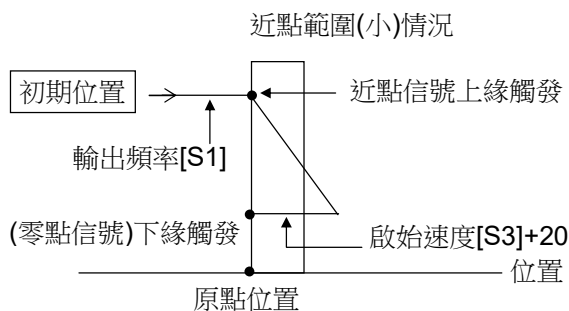 近點範圍(小)情況
初期位置
近點信號上緣觸發
輸出頻率[S1]
(零點信號)下緣觸發
啟始速度[S3]+20
位置
原點位置